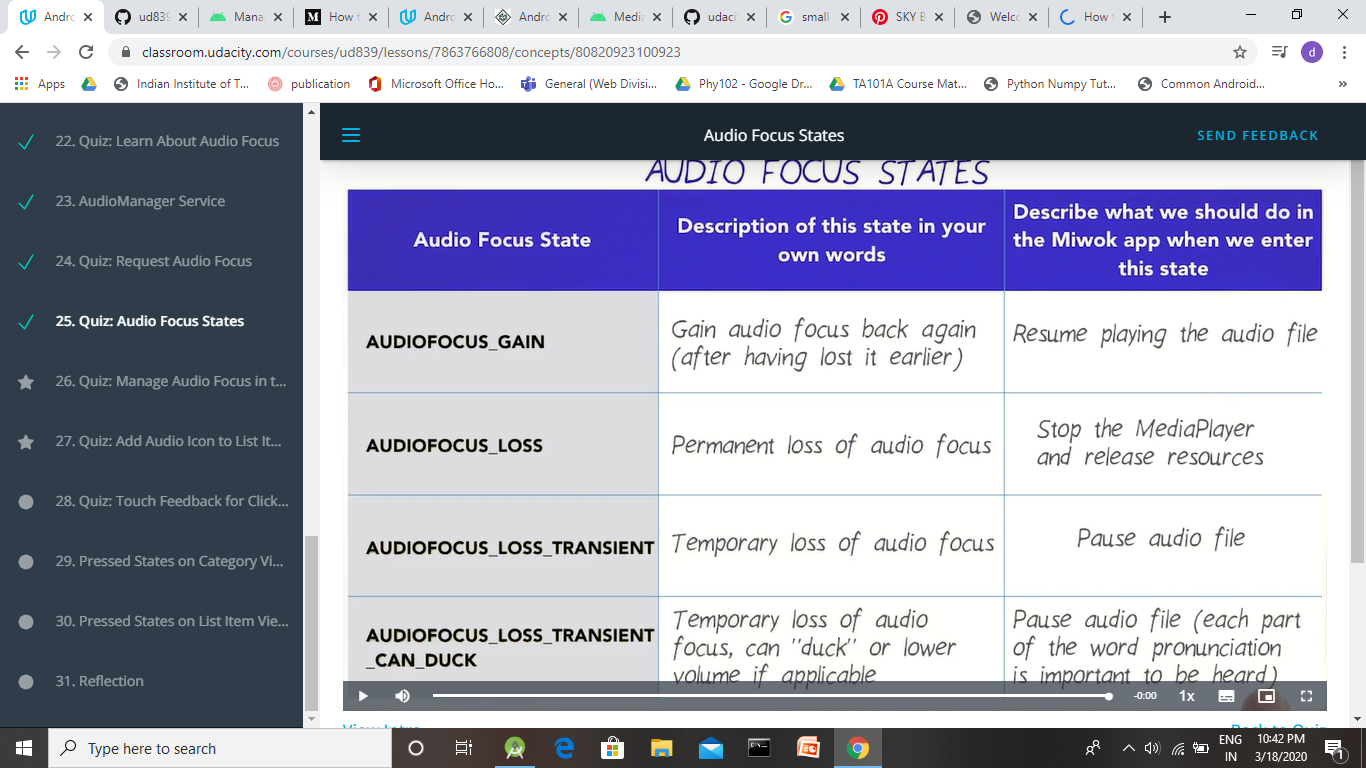 Andro
ud839
Mana
How t
Andro
Andro
Media
udaci
small
SKY B
Welco
How t
classroom.udacity.com/courses/ud839/lessons/7863766808/concepts/80820923100923
d
Apps
Indian Institute of T...
publication
Microsoft Office Ho...
General (Web Divisi...
Phy102 - Google Dr...
TA101A Course Mat...
Python Numpy Tut...
Common Android...
»
22. Quiz: Learn About Audio Focus
23. AudioManager Service
24. Quiz: Request Audio Focus
25. Quiz: Audio Focus States
26. Quiz: Manage Audio Focus in t...
27. Quiz: Add Audio Icon to List It...
28. Quiz: Touch Feedback for Click...
29. Pressed States on Category Vi...
30. Pressed States on List Item Vie...
31. Reflection
Audio Focus States
SEND FEEDBACK
AUDIO FOCUS STATES
Audio Focus State
Description of this state in your
own words
Describe what we should do in
the Miwok app when we enter
this state
AUDIOFOCUS_GAIN
Gain audio focus back again
(after having lost it earlier)
Resume playing the audio file
AUDIOFOCUS_LOSS
Permanent loss of audio focus
Stop the MediaPlayer
and release resources
AUDIOFOCUS_LOSS_TRANSIENT
Temporary loss of audio focus
Pause audio file
AUDIOFOCUS_LOSS_TRANSIENT
_CAN_DUCK
Temporary loss of audio
focus, can "duck" or lower
volume if applicable
Pause audio file (each part
of the word pronunciation
is important to be heard)
-0:00
1x
View Intro
Back to Quiz
Type here to search
ENG
IN
10:42 PM
3/18/2020
1